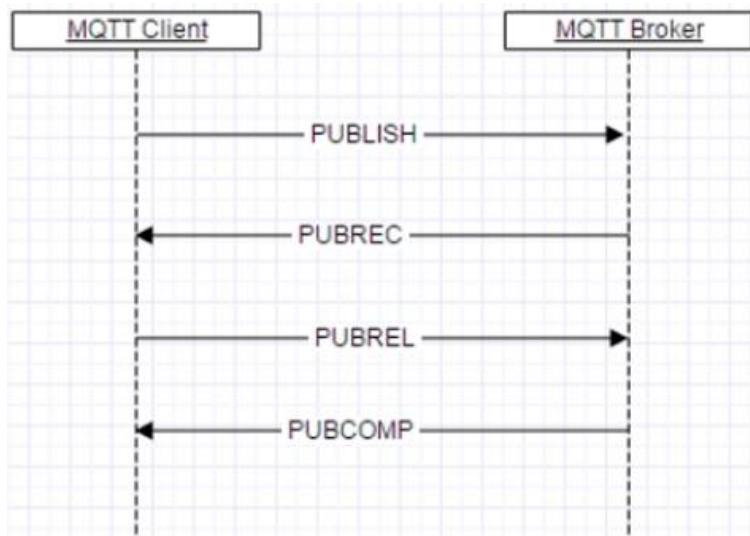 MQTT Client
MQTT Broker
PUBLISH
PUBREC
PUBREL
PUBCOMP